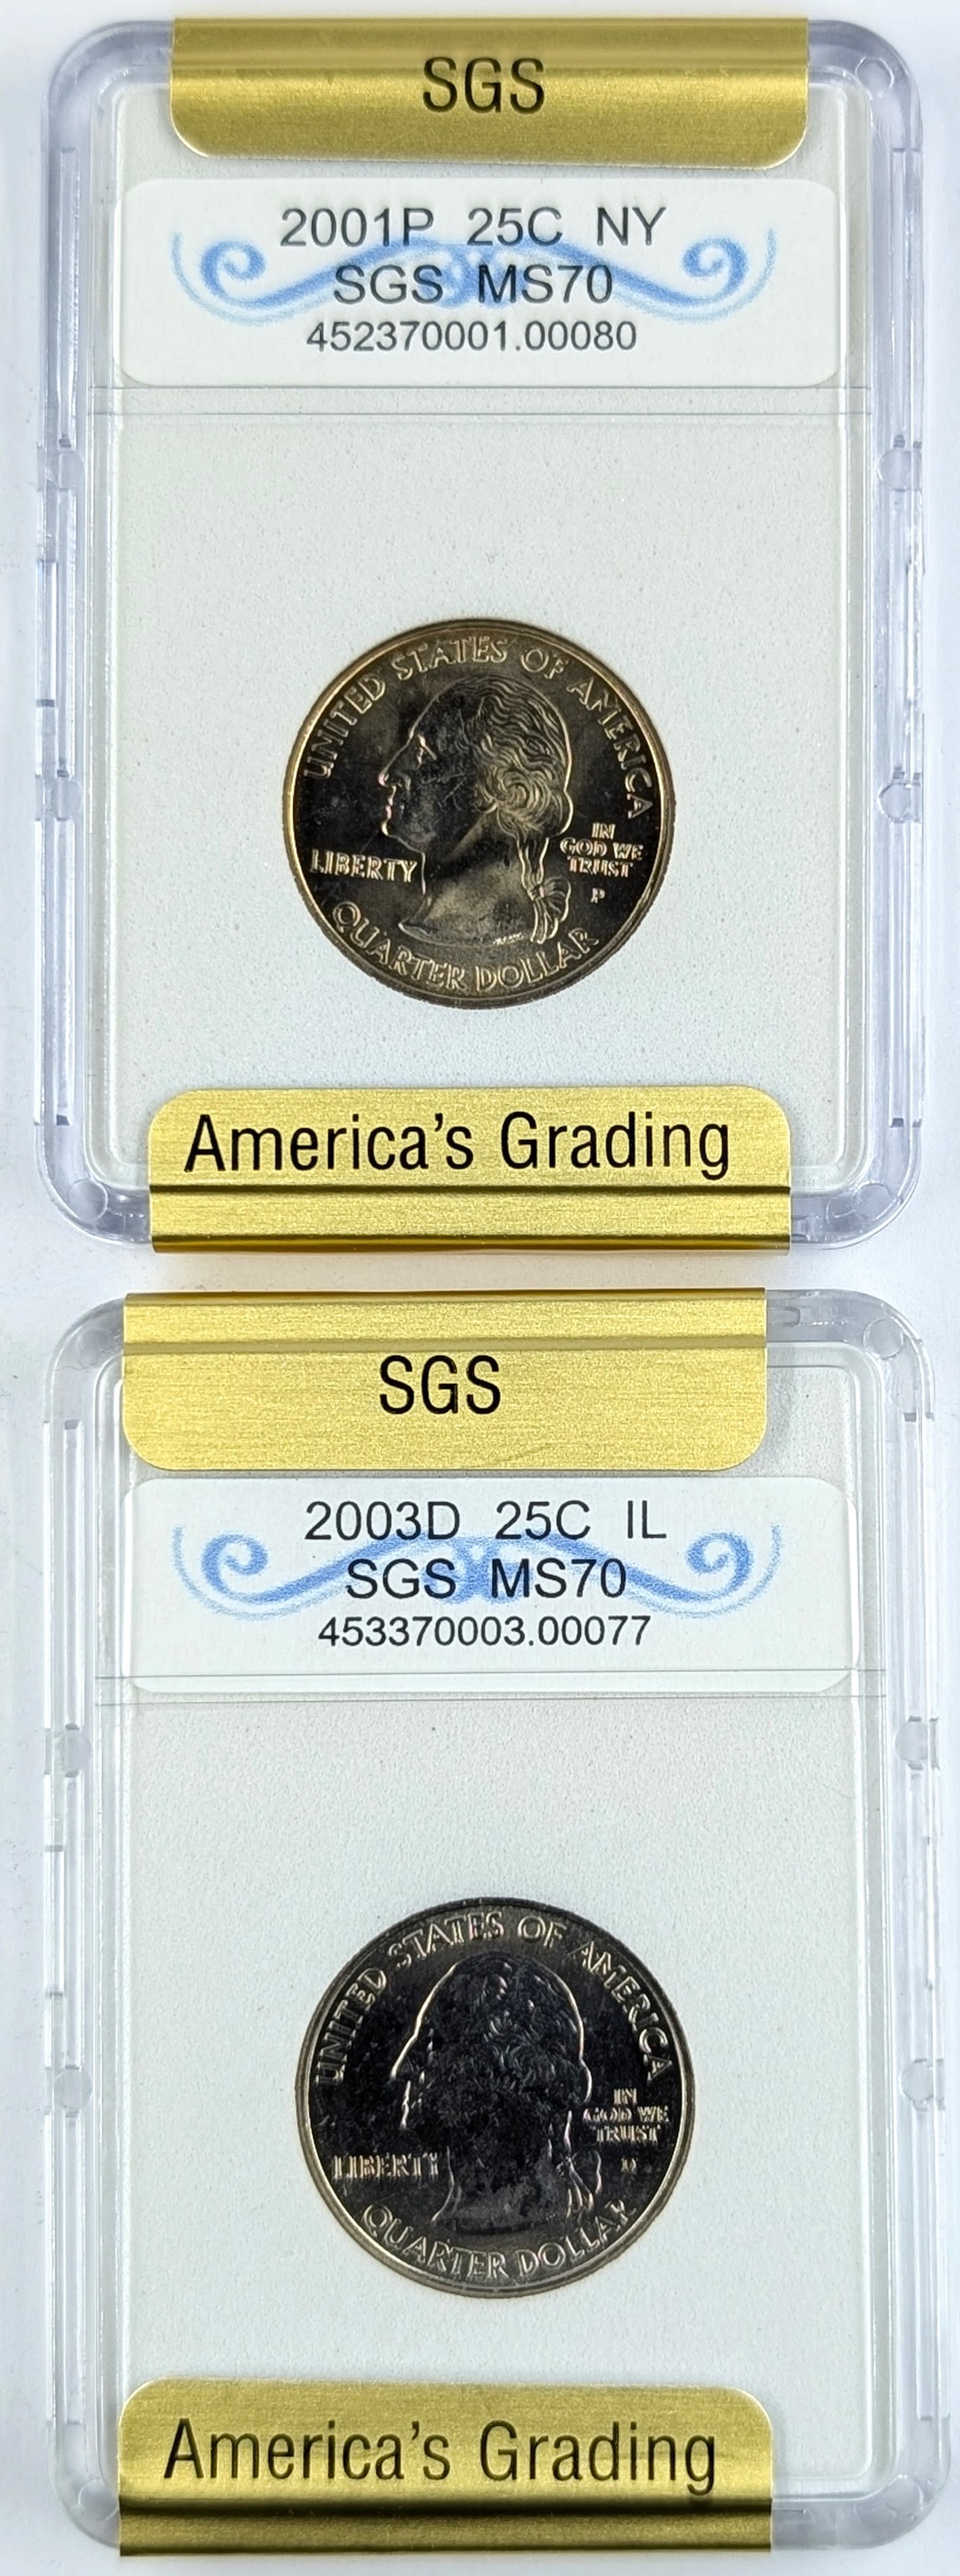 SGS
2001P 25C NY
SGS MS70
452370001.00080
UNITED STATES OF AMERICA
LIBERTY
IN
GOD WE
TRUST
P
QUARTER DOLLAR
America's Grading
SGS
2003D 25C IL
SGS MS70
453370003.00077
UNITED STATES OF AMERICA
IN
GOD WE
TRUST
LIBERTY
D
QUARTER DOLLAR
America's Grading